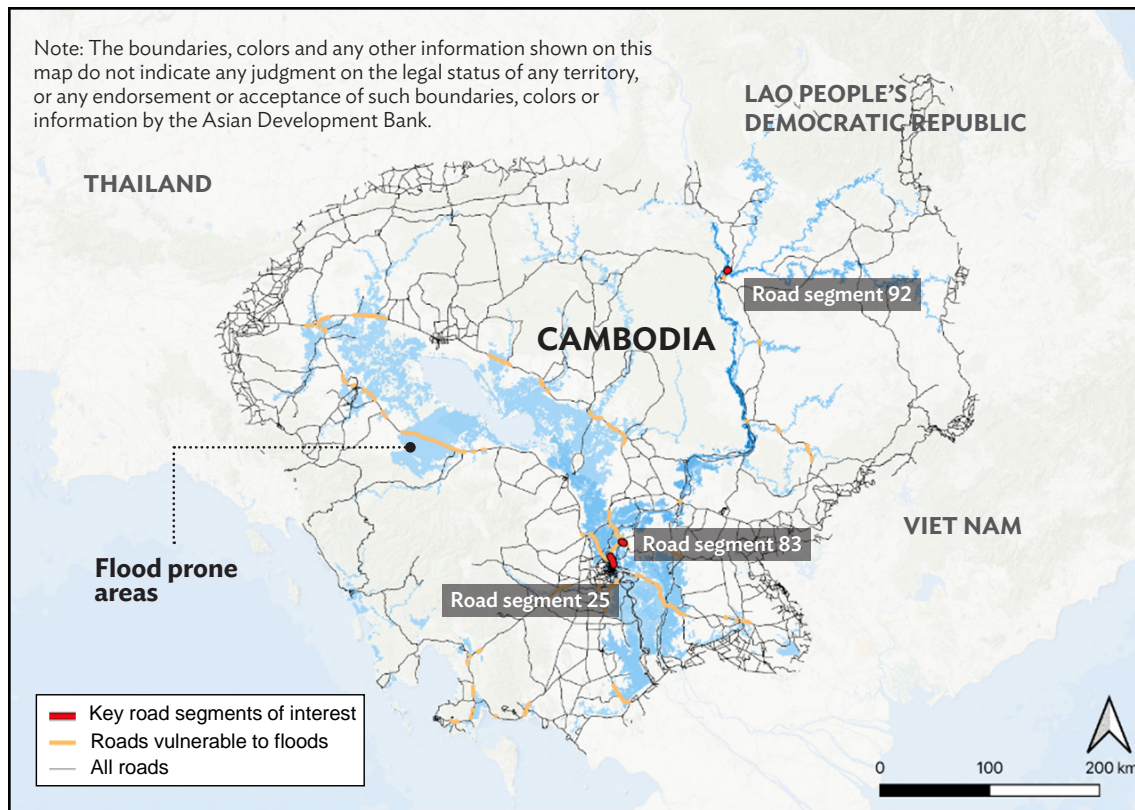 Note: The boundaries, colors and any other information shown on this
map do not indicate any judgment on the legal status of any territory,
or any endorsement or acceptance of such boundaries, colors or
information by the Asian Development Bank.
LAO PEOPLE'S
DEMOCRATIC REPUBLIC
THAILAND
Road segment 92
CAMBODIA
VIET NAM
Road segment 83
Flood prone
areas
Road segment 25
Key road segments of interest
Roads vulnerable to floods
All roads
0 100 200 km